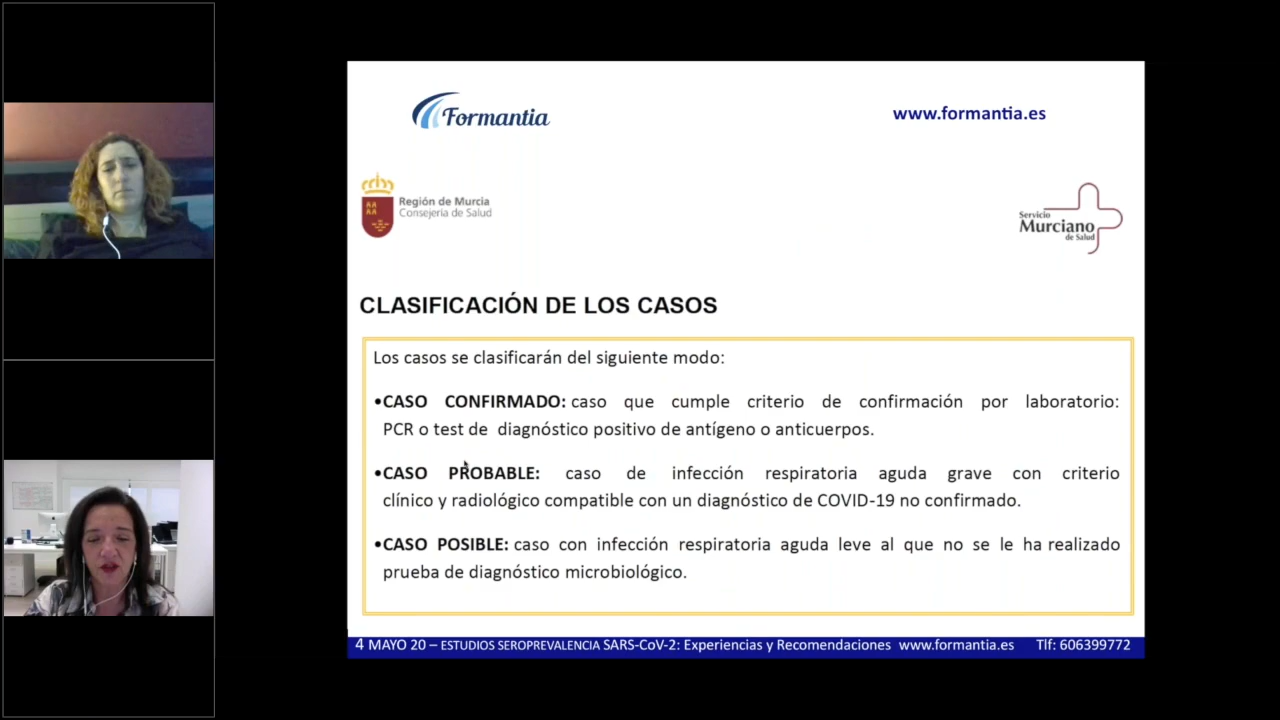 Formantia
www.formantia.es
Región de Murcia
Consejería de Salud
Servicio
Murciano
de Salud
CLASIFICACIÓN DE LOS CASOS
Los casos se clasificarán del siguiente modo:
•CASO CONFIRMADO: caso que cumple criterio de confirmación por laboratorio:
PCR o test de diagnóstico positivo de antígeno o anticuerpos.
•CASO PROBABLE: caso de infección respiratoria aguda grave con criterio
clínico y radiológico compatible con un diagnóstico de COVID-19 no confirmado.
•CASO POSIBLE: caso con infección respiratoria aguda leve al que no se le ha realizado
prueba de diagnóstico microbiológico.
4 MAYO 20 – ESTUDIOS SEROPREVALENCIA SARS-CoV-2: Experiencias y Recomendaciones www.formantia.es Tlf: 606399772